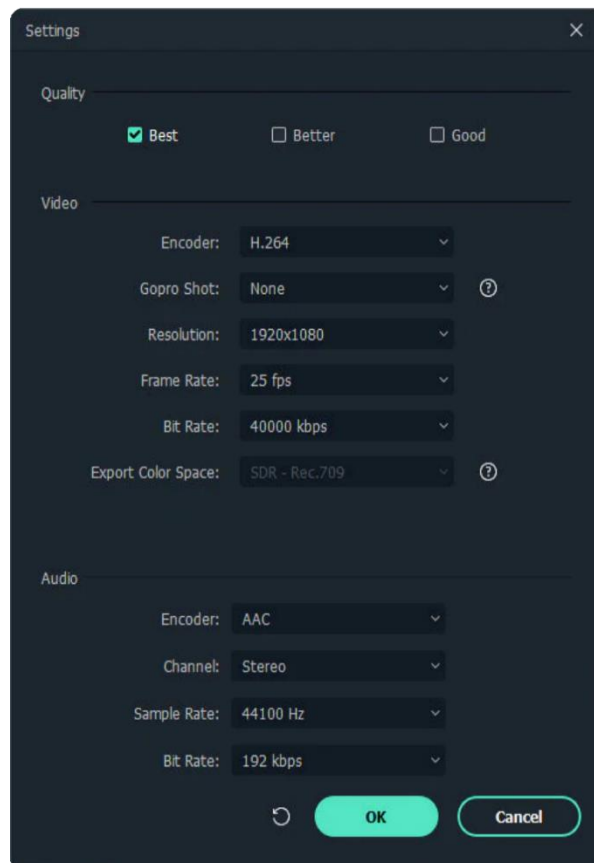 Settings
Quality
Best Better Good
Video
Encoder: H.264
Gopro Shot: None
Resolution: 1920x1080
Frame Rate: 25 fps
Bit Rate: 40000 kbps
Export Color Space: SDR - Rec.709
Audio
Encoder: AAC
Channel: Stereo
Sample Rate: 44100 Hz
Bit Rate: 192 kbps
OK Cancel